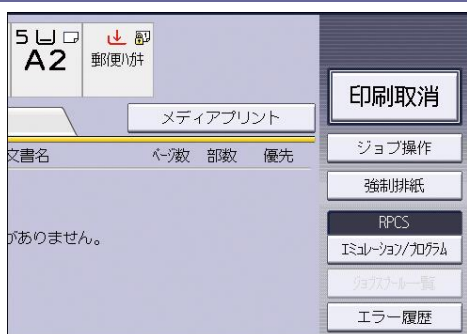 5
A2
郵便ﾊｶﾞｷ
印刷取消
メディアプリント
ジョブ操作
文書名 ﾍﾟｰｼﾞ数 部数 優先
強制排紙
がありません。
RPCS
ｴﾐｭﾚｰｼｮﾝ/ﾌﾟﾛｸﾞﾗﾑ
ｼﾞｮﾌﾞｽﾌﾟｰﾙ一覧
エラー履歴